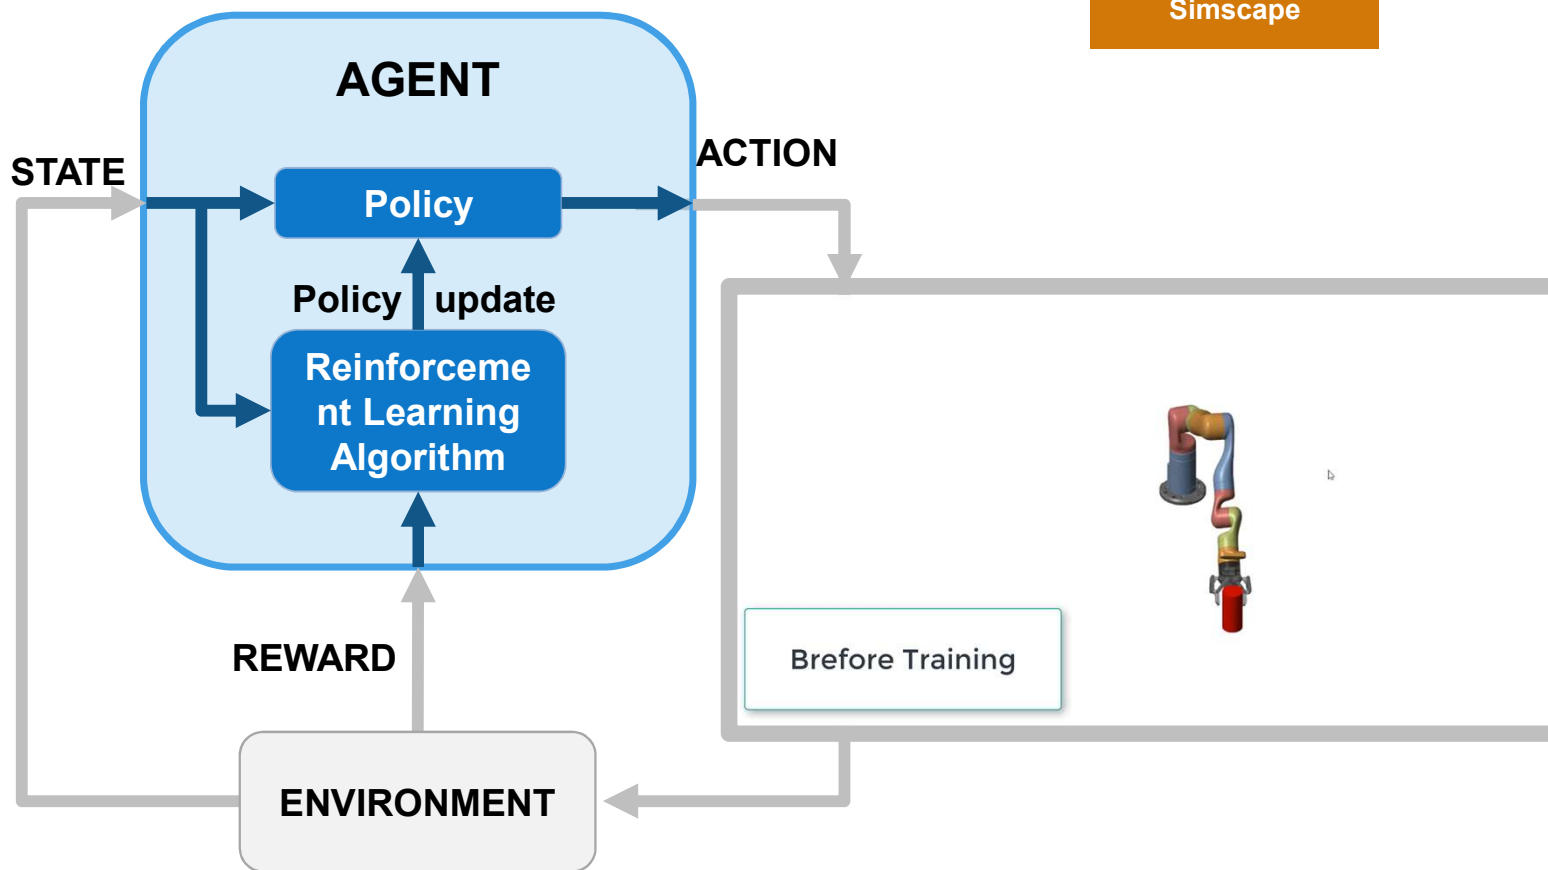 Simscape
AGENT
STATE
ACTION
Policy
Policy update
Reinforceme
nt Learning
Algorithm
REWARD
Brefore Training
ENVIRONMENT